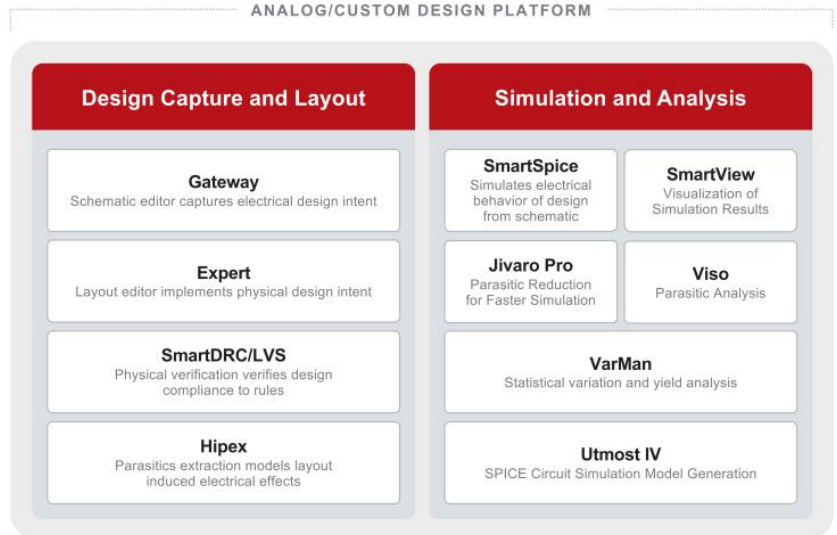 ANALOG/CUSTOM DESIGN PLATFORM
Design Capture and Layout
Gateway
Schematic editor captures electrical design intent
Expert
Layout editor implements physical design intent
SmartDRC/LVS
Physical verification verifies design
compliance to rules
Hipex
Parasitics extraction models layout
induced electrical effects
Simulation and Analysis
SmartSpice
Simulates electrical
behavior of design
from schematic
SmartView
Visualization of
Simulation Results
Jivaro Pro
Parasitic Reduction
for Faster Simulation
Viso
Parasitic Analysis
VarMan
Statistical variation and yield analysis
Utmost IV
SPICE Circuit Simulation Model Generation